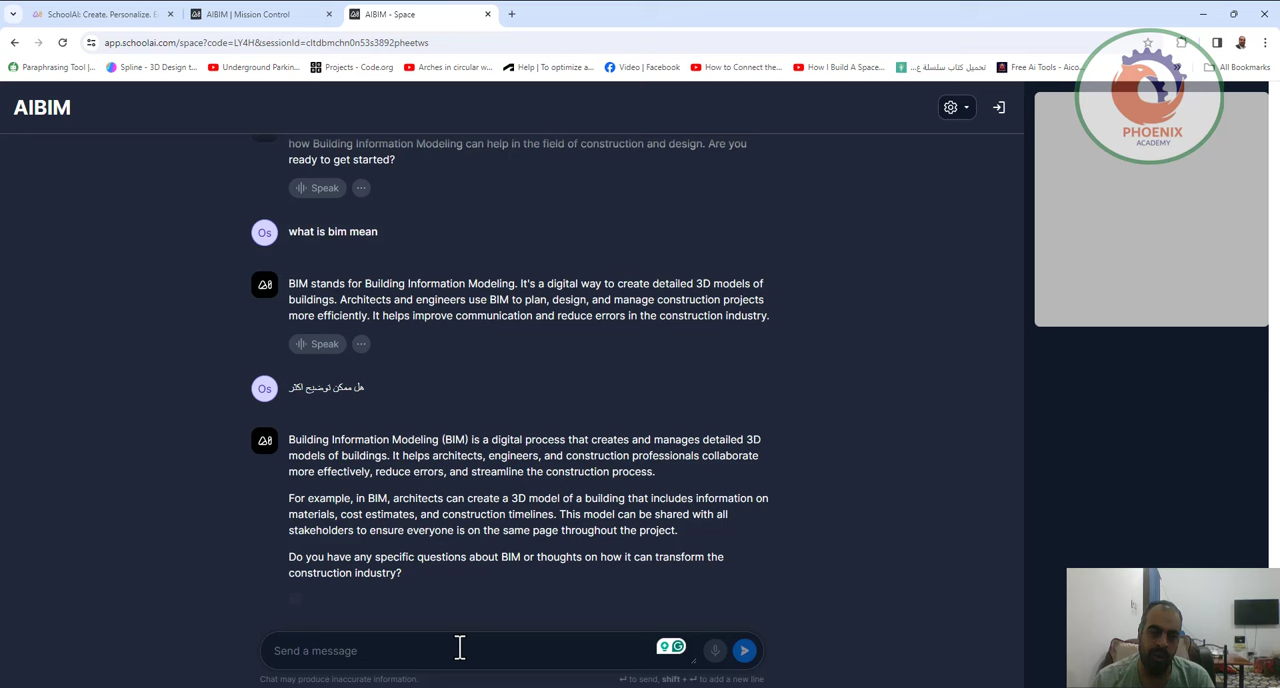 SchoolAI: Create. Personalize. E
AIBIM | Mission Control
AIBIM - Space
app.schoolai.com/space?code=LY4H&sessionId=cltdbmchn0n53s3892pheetws
Paraphrasing Tool |...
Spline - 3D Design t...
Underground Parkin...
Projects - Code.org
Arches in circular w...
Help | To optimize a...
Video | Facebook
How to Connect the...
How I Build A Space...
تحميل كتاب سلسلة ع...
Free Ai Tools - Aico...
All Bookmarks
AIBIM
PHOENIX
ACADEMY
how Building Information Modeling can help in the field of construction and design. Are you
ready to get started?
Speak
Os
what is bim mean
BIM stands for Building Information Modeling. It's a digital way to create detailed 3D models of
buildings. Architects and engineers use BIM to plan, design, and manage construction projects
more efficiently. It helps improve communication and reduce errors in the construction industry.
Speak
Os
هل ممكن توضيح اكثر
Building Information Modeling (BIM) is a digital process that creates and manages detailed 3D
models of buildings. It helps architects, engineers, and construction professionals collaborate
more effectively, reduce errors, and streamline the construction process.
For example, in BIM, architects can create a 3D model of a building that includes information on
materials, cost estimates, and construction timelines. This model can be shared with all
stakeholders to ensure everyone is on the same page throughout the project.
Do you have any specific questions about BIM or thoughts on how it can transform the
construction industry?
Send a message
Chat may produce inaccurate information.
↵ to send, shift + ↵ to add a new line